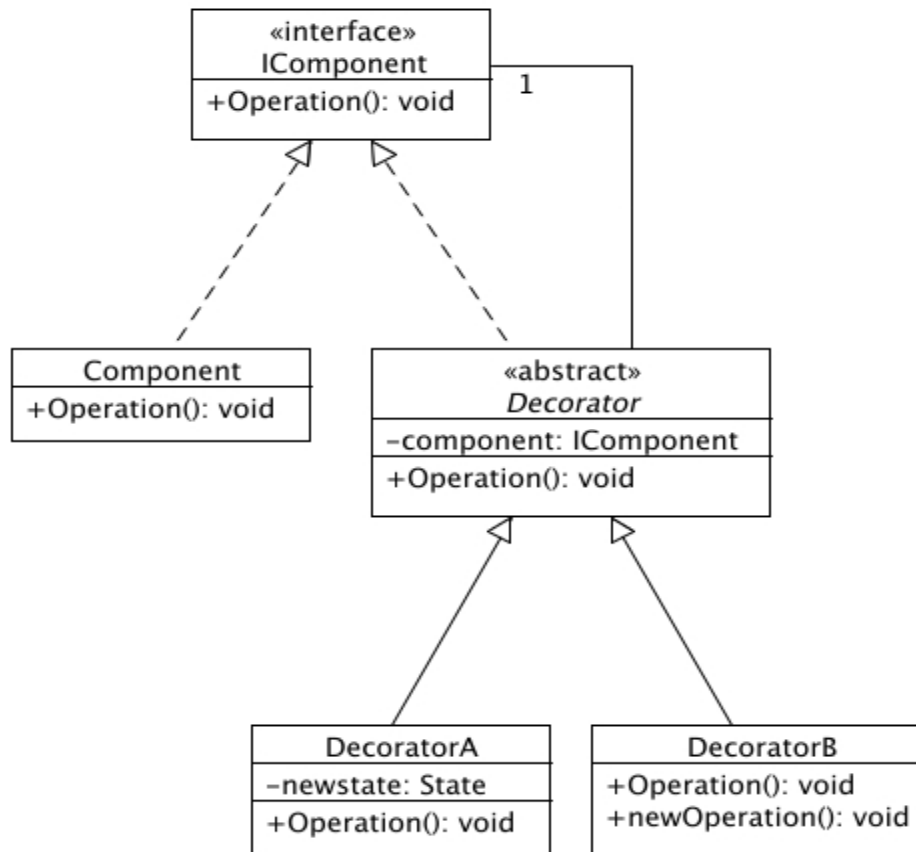 «interface»
IComponent
+Operation(): void
1
Component
+Operation(): void
«abstract»
Decorator
–component: IComponent
+Operation(): void
DecoratorA
–newstate: State
+Operation(): void
DecoratorB
+Operation(): void
+newOperation(): void